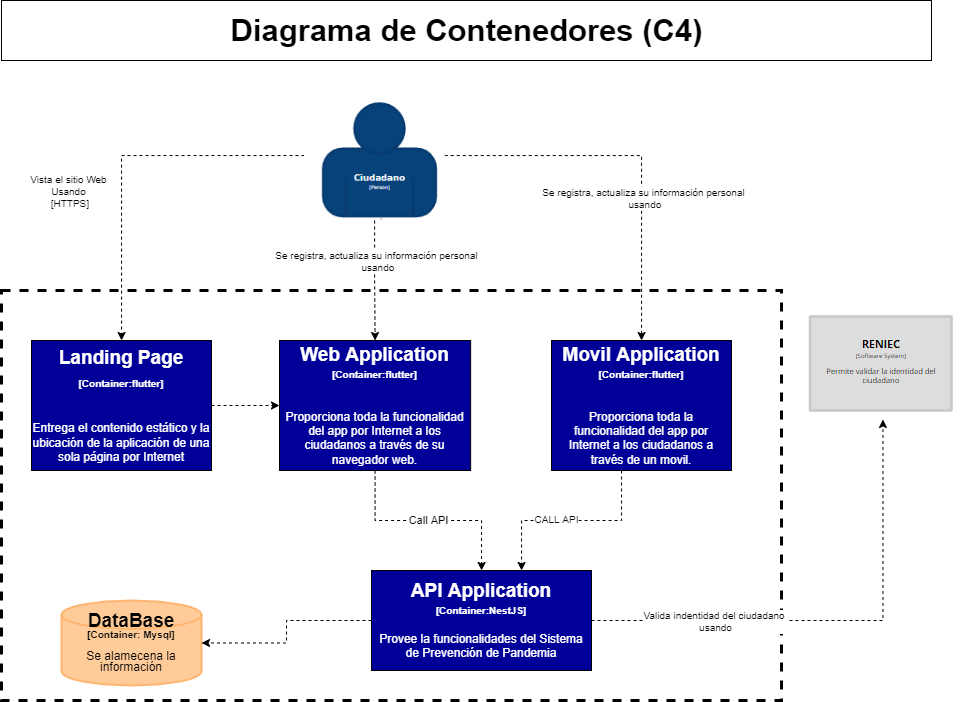 Diagrama de Contenedores (C4)
Ciudadano
[Person]
Vista el sitio Web
Usando
[HTTPS]
Se registra, actualiza su información personal
usando
Se registra, actualiza su información personal
usando
Landing Page
[Container:flutter]
Entrega el contenido estático y la
ubicación de la aplicación de una
sola página por Internet
Web Application
[Container:flutter]
Proporciona toda la funcionalidad
del app por Internet a los
ciudadanos a través de su
navegador web.
Movil Application
[Container:flutter]
Proporciona toda la
funcionalidad del app por
Internet a los ciudadanos a
través de un movil.
RENIEC
[Software System]
Permite validar la identidad del
ciudadano
Call API
CALL API
API Application
[Container:NestJS]
Provee la funcionalidades del Sistema
de Prevención de Pandemia
DataBase
[Container: Mysql]
Se alamecena la
información
Valida indentidad del ciudadano
usando